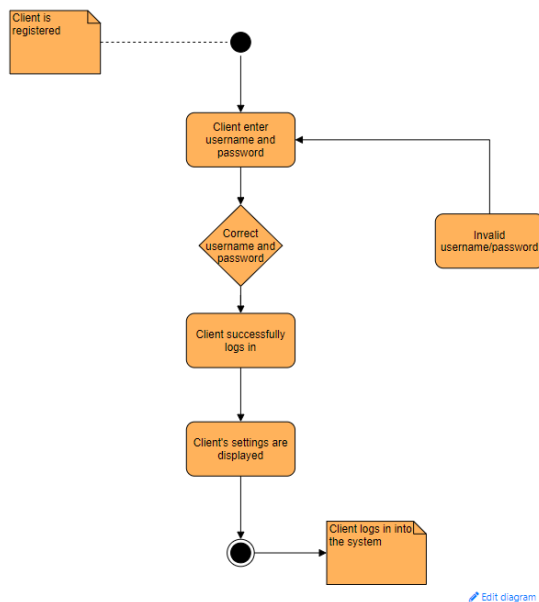 Client is
registered
Client enter
username and
password
Correct
username and
password
Invalid
username/password
Client successfully
logs in
Client's settings are
displayed
Client logs in into
the system
Edit diagram